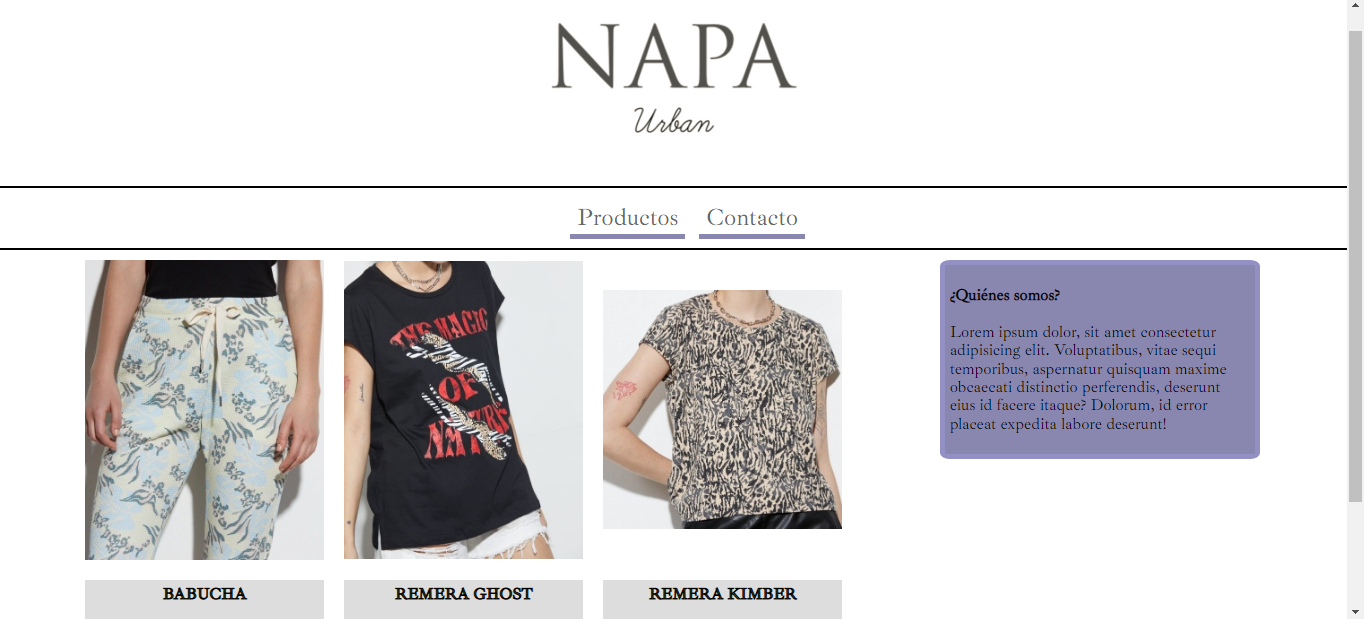 NAPA
Urban
Productos Contacto
THE MAGIC
OF
¿Quiénes somos?
Lorem ipsum dolor, sit amet consectetur
adipisicing elit. Voluptatibus, vitae sequi
temporibus, aspernatur quisquam maxime
obcaecati distinctio perferendis, deserunt
eius id facere itaque? Dolorum, id error
placeat expedita labore deserunt!
BABUCHA
REMERA GHOST
REMERA KIMBER